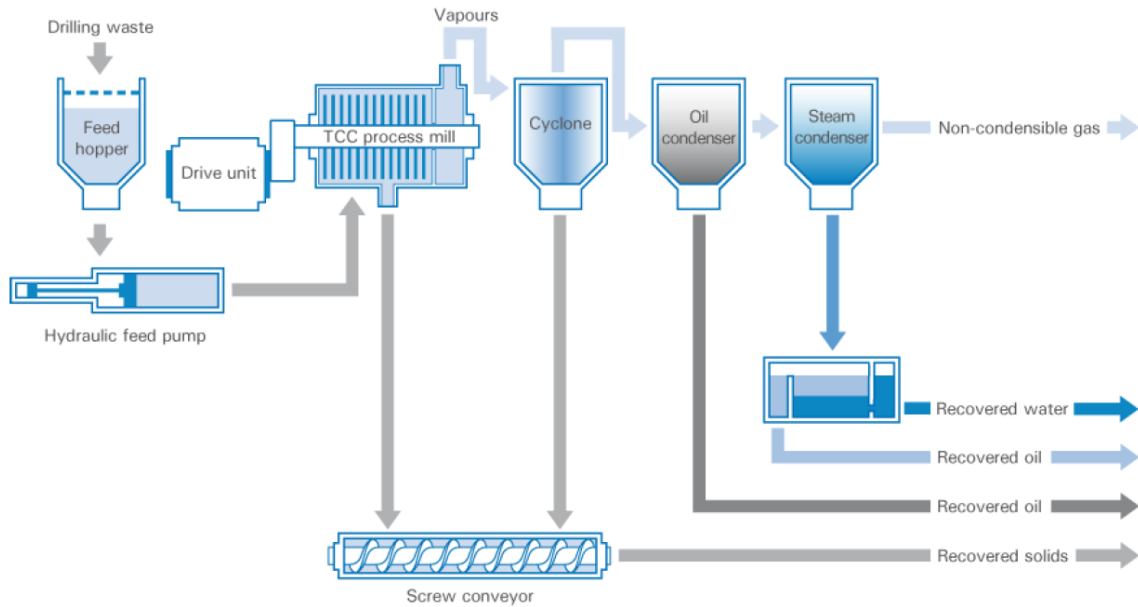 Drilling waste
Vapours
Feed
hopper
Drive unit
TCC process mill
Cyclone
Oil
condenser
Steam
condenser
Non-condensible gas
Hydraulic feed pump
Recovered water
Recovered oil
Recovered oil
Recovered solids
Screw conveyor